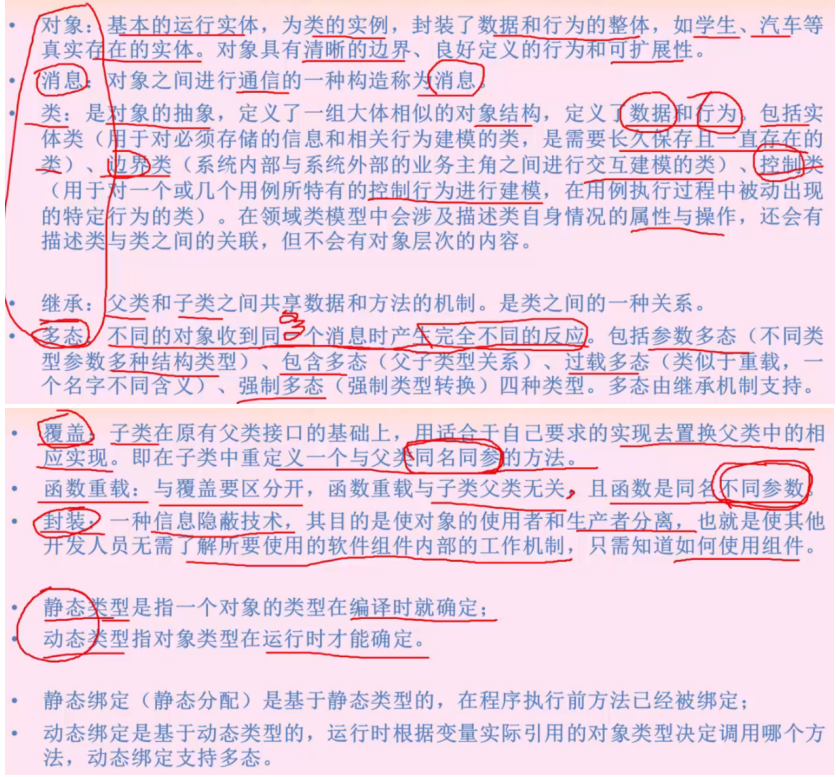 • 对象：基本的运行实体，为类的实例，封装了数据和行为的整体，如学生、汽车等
真实存在的实体。对象具有清晰的边界、良好定义的行为和可扩展性。
• 消息：对象之间进行通信的一种构造称为消息。
• 类：是对象的抽象，定义了一组大体相似的对象结构，定义了数据和行为。包括实
体类（用于对必须存储的信息和相关行为建模的类，是需要长久保存且一直存在的
类）、边界类（系统内部与系统外部的业务主角之间进行交互建模的类）、控制类
（用于对一个或几个用例所特有的控制行为进行建模，在用例执行过程中被动出现
的特定行为的类）。在领域类模型中会涉及描述类自身情况的属性与操作，还会有
描述类与类之间的关联，但不会有对象层次的内容。
• 继承：父类和子类之间共享数据和方法的机制。是类之间的一种关系。
• 多态：不同的对象收到同一个消息时产生完全不同的反应。包括参数多态（不同类
型参数多种结构类型）、包含多态（父子类型关系）、过载多态（类似于重载，一
个名字不同含义）、强制多态（强制类型转换）四种类型。多态由继承机制支持。
• 覆盖：子类在原有父类接口的基础上，用适合于自己要求的实现去置换父类中的相
应实现。即在子类中重定义一个与父类同名同参的方法。
• 函数重载：与覆盖要区分开，函数重载与子类父类无关，且函数是同名不同参数。
• 封装：一种信息隐蔽技术，其目的是使对象的使用者和生产者分离，也就是使其他
开发人员无需了解所要使用的软件组件内部的工作机制，只需知道如何使用组件。
• 静态类型是指一个对象的类型在编译时就确定；
• 动态类型指对象类型在运行时才能确定。
• 静态绑定（静态分配）是基于静态类型的，在程序执行前方法已经被绑定；
• 动态绑定是基于动态类型的，运行时根据变量实际引用的对象类型决定调用哪个方
法，动态绑定支持多态。